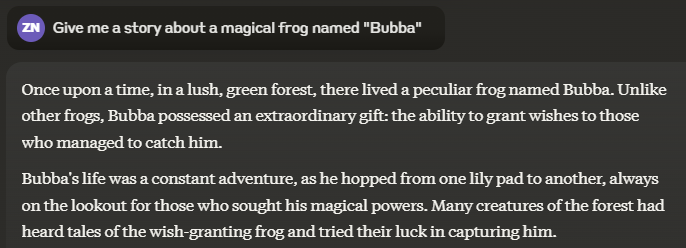 ZN
Give me a story about a magical frog named "Bubba"
Once upon a time, in a lush, green forest, there lived a peculiar frog named Bubba. Unlike
other frogs, Bubba possessed an extraordinary gift: the ability to grant wishes to those
who managed to catch him.
Bubba's life was a constant adventure, as he hopped from one lily pad to another, always
on the lookout for those who sought his magical powers. Many creatures of the forest had
heard tales of the wish-granting frog and tried their luck in capturing him.